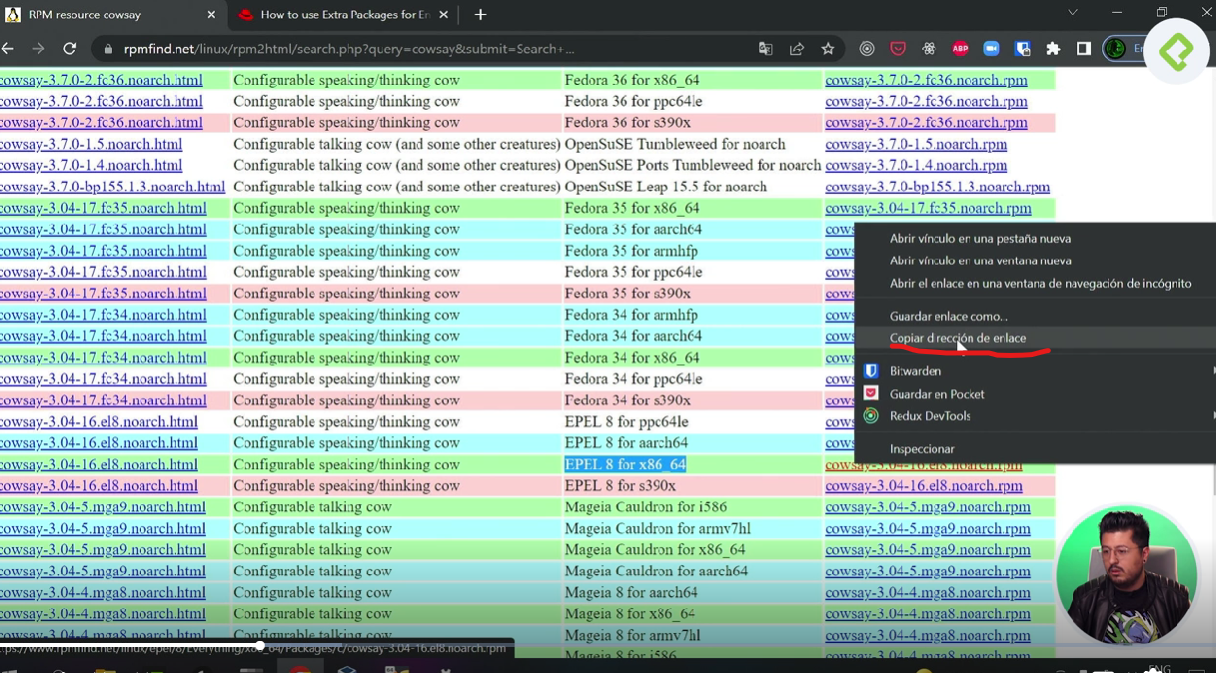 RPM resource cowsay
How to use Extra Packages for En
rpmfind.net/linux/rpm2html/search.php?query=cowsay&submit=Search+...
ABP
cowsay-3.7.0-2.fc36.noarch.html Configurable speaking/thinking cow Fedora 36 for x86_64 cowsay-3.7.0-2.fc36.noarch.rpm
cowsay-3.7.0-2.fc36.noarch.html Configurable speaking/thinking cow Fedora 36 for ppc64le cowsay-3.7.0-2.fc36.noarch.rpm
cowsay-3.7.0-2.fc36.noarch.html Configurable speaking/thinking cow Fedora 36 for s390x cowsay-3.7.0-2.fc36.noarch.rpm
cowsay-3.7.0-1.5.noarch.html Configurable talking cow (and some other creatures) OpenSuSE Tumbleweed for noarch cowsay-3.7.0-1.5.noarch.rpm
cowsay-3.7.0-1.4.noarch.html Configurable talking cow (and some other creatures) OpenSuSE Ports Tumbleweed for noarch cowsay-3.7.0-1.4.noarch.rpm
cowsay-3.7.0-bp155.1.3.noarch.html Configurable talking cow (and some other creatures) OpenSuSE Leap 15.5 for noarch cowsay-3.7.0-bp155.1.3.noarch.rpm
cowsay-3.04-17.fc35.noarch.html Configurable speaking/thinking cow Fedora 35 for x86_64 cowsay-3.04-17.fc35.noarch.rpm
cowsay-3.04-17.fc35.noarch.html Configurable speaking/thinking cow Fedora 35 for aarch64 cows
cowsay-3.04-17.fc35.noarch.html Configurable speaking/thinking cow Fedora 35 for armhfp cows
cowsay-3.04-17.fc35.noarch.html Configurable speaking/thinking cow Fedora 35 for ppc64le cows
cowsay-3.04-17.fc35.noarch.html Configurable speaking/thinking cow Fedora 35 for s390x cows
cowsay-3.04-17.fc34.noarch.html Configurable speaking/thinking cow Fedora 34 for armhfp cows
cowsay-3.04-17.fc34.noarch.html Configurable speaking/thinking cow Fedora 34 for aarch64 cows
cowsay-3.04-17.fc34.noarch.html Configurable speaking/thinking cow Fedora 34 for x86_64 cows
cowsay-3.04-17.fc34.noarch.html Configurable speaking/thinking cow Fedora 34 for ppc64le cows
cowsay-3.04-17.fc34.noarch.html Configurable speaking/thinking cow Fedora 34 for s390x cows
cowsay-3.04-16.el8.noarch.html Configurable speaking/thinking cow EPEL 8 for ppc64le cows
cowsay-3.04-16.el8.noarch.html Configurable speaking/thinking cow EPEL 8 for aarch64 cows
cowsay-3.04-16.el8.noarch.html Configurable speaking/thinking cow EPEL 8 for x86_64 cowsay-3.04-16.el8.noarch.rpm
cowsay-3.04-16.el8.noarch.html Configurable speaking/thinking cow EPEL 8 for s390x cowsay-3.04-16.el8.noarch.rpm
cowsay-3.04-5.mga9.noarch.html Configurable talking cow Mageia Cauldron for i586 cowsay-3.04-5.mga9.noarch.rpm
cowsay-3.04-5.mga9.noarch.html Configurable talking cow Mageia Cauldron for armv7hl cowsay-3.04-5.mga9.noarch.rpm
cowsay-3.04-5.mga9.noarch.html Configurable talking cow Mageia Cauldron for x86_64 cowsay-3.04-5.mga9.noarch.rpm
cowsay-3.04-5.mga9.noarch.html Configurable talking cow Mageia Cauldron for aarch64 cowsay-3.04-5.mga9.noarch.rpm
cowsay-3.04-4.mga8.noarch.html Configurable talking cow Mageia 8 for aarch64 cowsay-3.04-4.mga8.noarch.rpm
cowsay-3.04-4.mga8.noarch.html Configurable talking cow Mageia 8 for x86_64 cowsay-3.04-4.mga8.noarch.rpm
cowsay-3.04-4.mga8.noarch.html Configurable talking cow Mageia 8 for armv7hl cowsay-3.04-4.mga8.noarch.rpm
Mageia 8 for i586 cowsay-3.04-4.mga8.noarch.rpm
Abrir vínculo en una pestaña nueva
Abrir vínculo en una ventana nueva
Abrir el enlace en una ventana de navegación de incógnito
Guardar enlace como...
Copiar dirección de enlace
Bitwarden
Guardar en Pocket
Redux DevTools
Inspeccionar
ps://www.rpmfind.net/linux/epel/8/Everything/x86_64/Packages/c/cowsay-3.04-16.el8.noarch.rpm
ENG